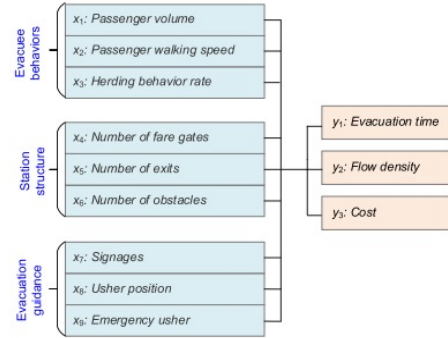 Evacuee
behaviors
x₁: Passenger volume
x₂: Passenger walking speed
x₃: Herding behavior rate
Station
structure
x₄: Number of fare gates
x₅: Number of exits
x₆: Number of obstacles
Evacuation
guidance
x₇: Signages
x₈: Usher position
x₉: Emergency usher
y₁: Evacuation time
y₂: Flow density
y₃: Cost